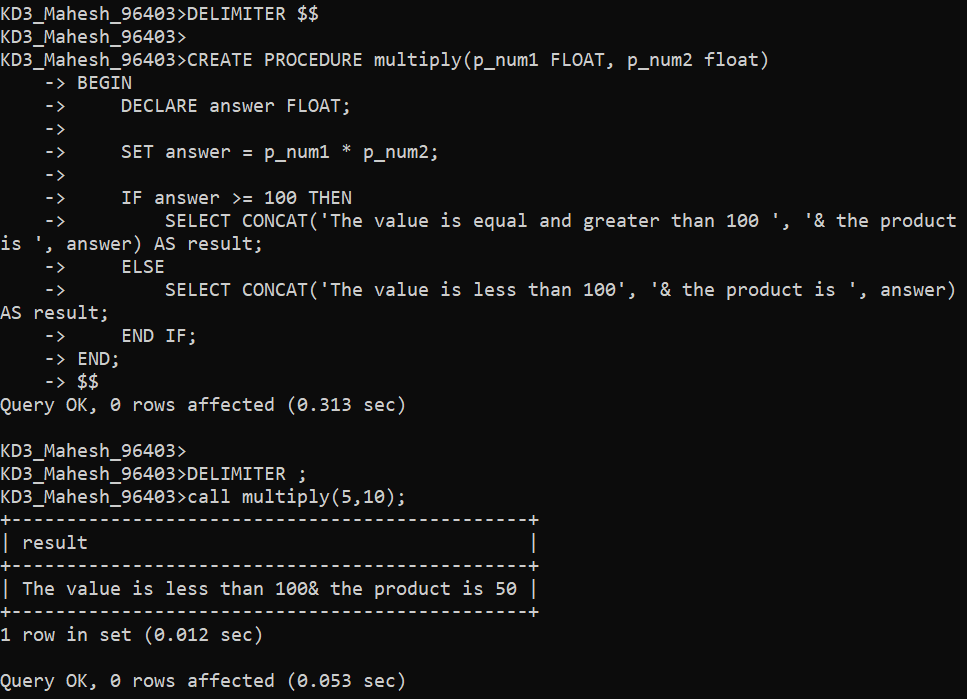 KD3_Mahesh_96403>DELIMITER $$
KD3_Mahesh_96403>
KD3_Mahesh_96403>CREATE PROCEDURE multiply(p_num1 FLOAT, p_num2 float)
    -> BEGIN
    ->     DECLARE answer FLOAT;
    ->
    ->     SET answer = p_num1 * p_num2;
    ->
    ->     IF answer >= 100 THEN
    ->         SELECT CONCAT('The value is equal and greater than 100 ', '& the product
is ', answer) AS result;
    ->     ELSE
    ->         SELECT CONCAT('The value is less than 100', '& the product is ', answer)
AS result;
    ->     END IF;
    -> END;
    -> $$
Query OK, 0 rows affected (0.313 sec)

KD3_Mahesh_96403>
KD3_Mahesh_96403>DELIMITER ;
KD3_Mahesh_96403>call multiply(5,10);
+-----------------------------------------------+
| result                                        |
+-----------------------------------------------+
| The value is less than 100& the product is 50 |
+-----------------------------------------------+
1 row in set (0.012 sec)

Query OK, 0 rows affected (0.053 sec)